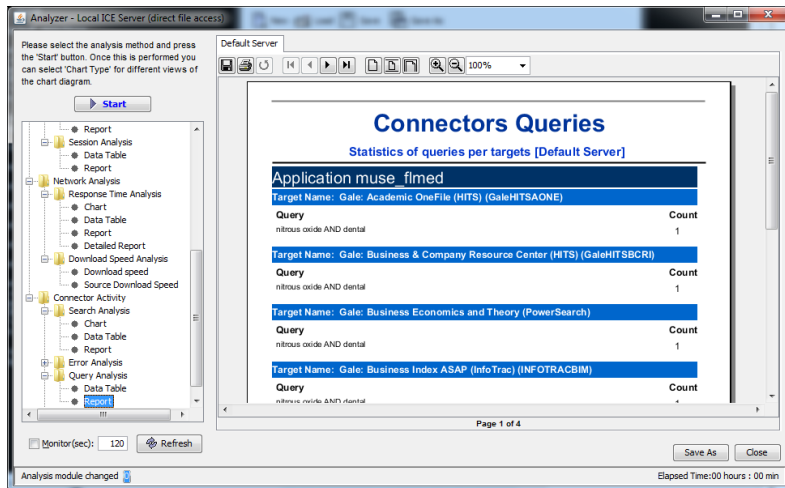 Analyzer - Local ICE Server (direct file access)
Please select the analysis method and press
the 'Start' button. Once this is performed you
can select 'Chart Type' for different views of
the chart diagram.
Start
Report
Session Analysis
Data Table
Report
Network Analysis
Response Time Analysis
Chart
Data Table
Report
Detailed Report
Download Speed Analysis
Download speed
Source Download Speed
Connector Activity
Search Analysis
Chart
Data Table
Report
Error Analysis
Query Analysis
Data Table
Report
Monitor(sec): 120 Refresh
Default Server
100%
Connectors Queries
Statistics of queries per targets [Default Server]
Application muse_flmed
Target Name: Gale: Academic OneFile (HITS) (GaleHITSAONE)
Query Count
nitrous oxide AND dental 1
Target Name: Gale: Business & Company Resource Center (HITS) (GaleHITSBCRI)
Query Count
nitrous oxide AND dental 1
Target Name: Gale: Business Economics and Theory (PowerSearch)
Query Count
nitrous oxide AND dental 1
Target Name: Gale: Business Index ASAP (InfoTrac) (INFOTRACBIM)
Query Count
nitrous oxide AND dental 1
Page 1 of 4
Save As Close
Analysis module changed
Elapsed Time:00 hours : 00 min